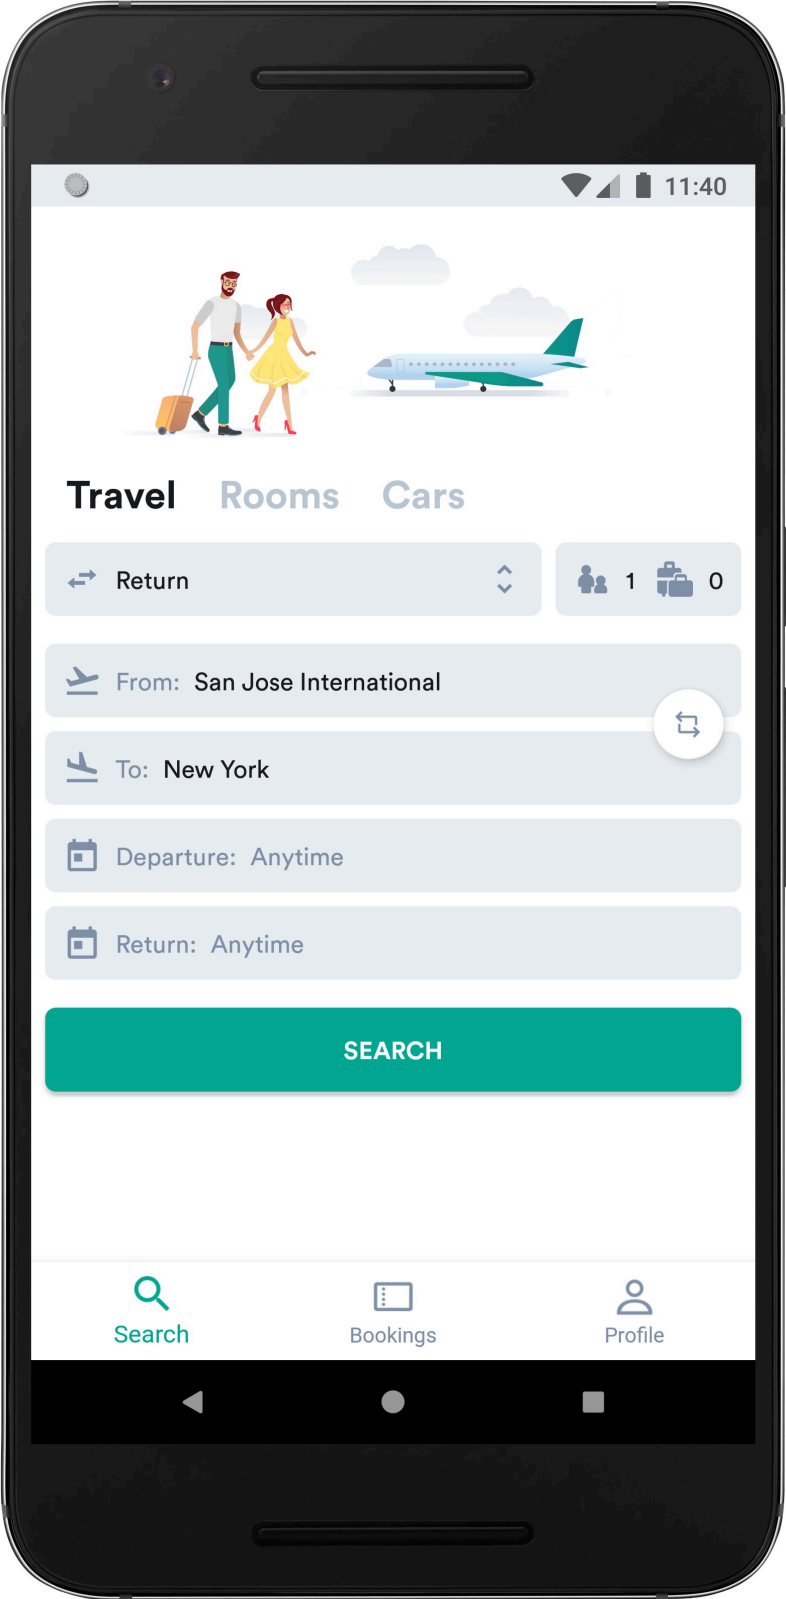 11:40
Travel Rooms Cars
Return 1 0
From: San Jose International
To: New York
Departure: Anytime
Return: Anytime
SEARCH
Search Bookings Profile